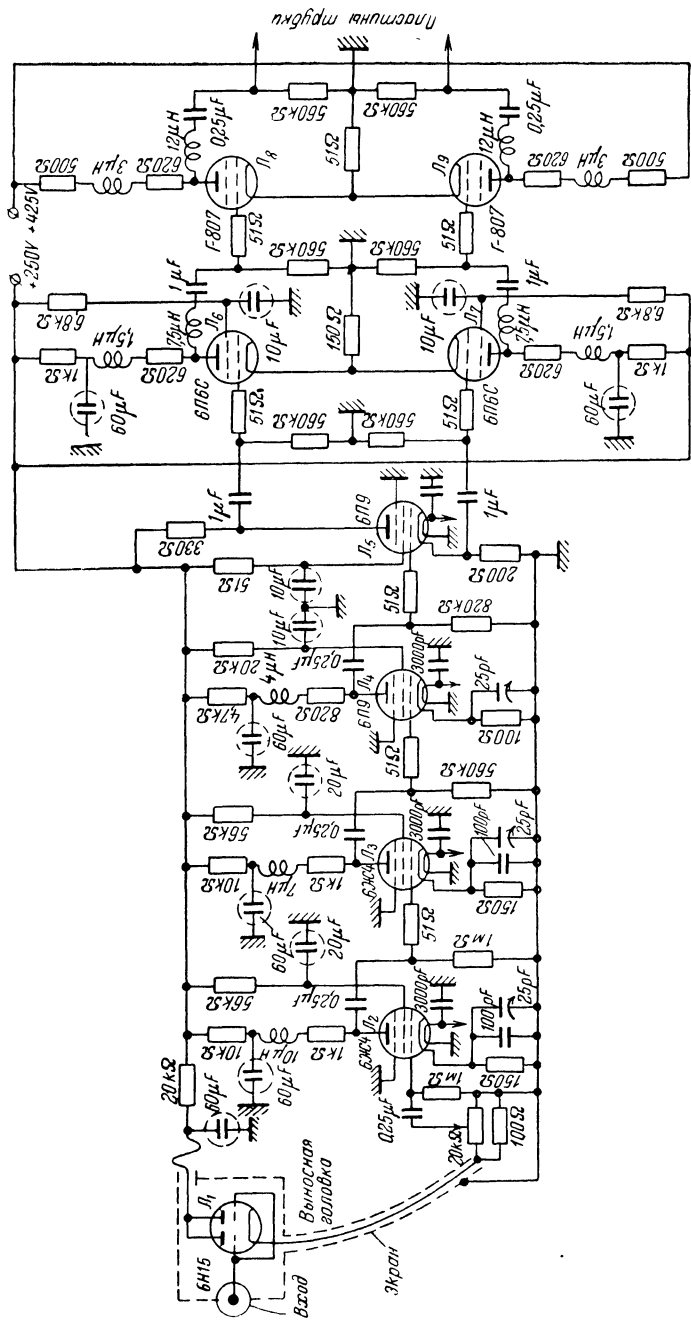 Вход
6Н15
Л1
Выносная
головка
Экран
60μF
20kΩ
20kΩ
100Ω
0,25μF
1мΩ
10kΩ
60μF
10μH
1kΩ
6Ж4
Л2
56kΩ
20μF
0,25μF
3000pF
150Ω
100pF
25pF
1мΩ
51Ω
10kΩ
60μF
7μH
1kΩ
6Ж4
Л3
56kΩ
20μF
0,25μF
3000pF
150Ω
100pF
25pF
560kΩ
51Ω
4,7kΩ
60μF
4μH
820Ω
6П9
Л4
20kΩ
10μF
0,25μF
3000pF
100Ω
25pF
820kΩ
51Ω
51Ω
10μF
330Ω
Л5
6П9
200Ω
1μF
1μF
560kΩ
560kΩ
60μF
1kΩ
1,5μH
620Ω
6П6С
Л6
51Ω
6,8kΩ
7,5μH
1μF
10μF
150Ω
10μF
51Ω
6П6С
Л7
7,5μH
1μF
620Ω
1,5μH
1kΩ
60μF
6,8kΩ
560kΩ
560kΩ
+250V
+425V
500Ω
3μH
620Ω
Г-807
Л8
51Ω
12μH
0,25μF
560kΩ
51Ω
560kΩ
51Ω
Г-807
Л9
12μH
0,25μF
620Ω
3μH
500Ω
Пластины трубки